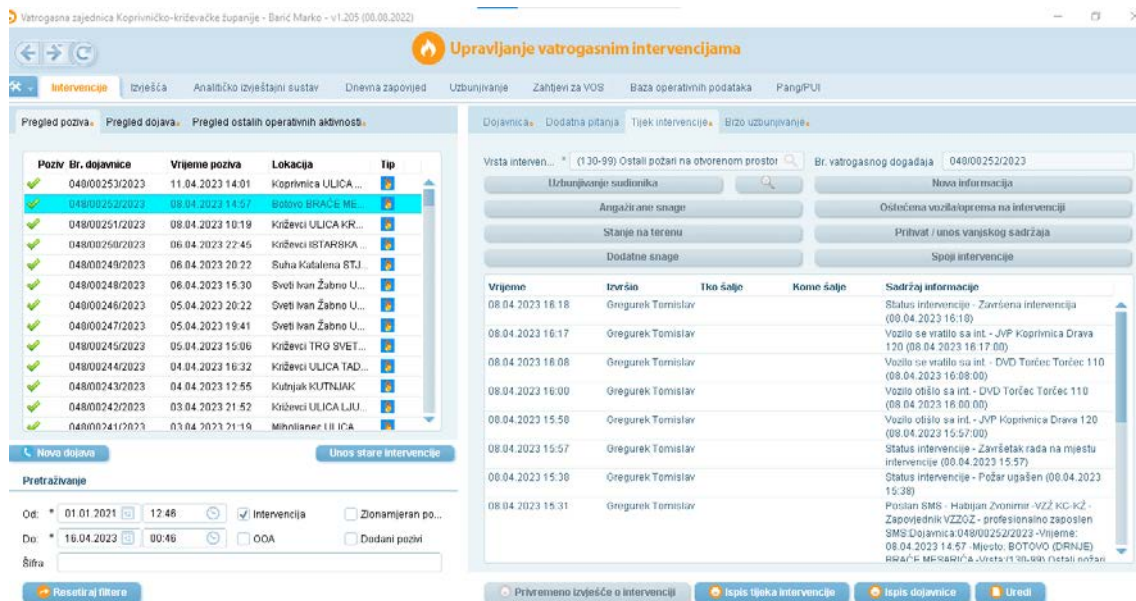 Vatrogasna zajednica Koprivničko-križevačke županije - Barić Marko - v1.205 (08.08.2022)
Upravljanje vatrogasnim intervencijama
Intervencije Izvješća Analitičko izvještajni sustav Dnevna zapovijed Uzbunjivanje Zahtjevi za VOS Baza operativnih podataka Pang/PUI
Pregled poziva Pregled dojava Pregled ostalih operativnih aktivnosti
Poziv Br. dojavnice Vrijeme poziva Lokacija Tip
048/00253/2023 11.04.2023 14:01 Koprivnica ULICA ...
048/00252/2023 08.04.2023 14:57 Botovo BRAĆE ME...
048/00251/2023 08.04.2023 10:19 Križevci ULICA KR...
048/00250/2023 06.04.2023 22:45 Križevci ISTARSKA ...
048/00249/2023 06.04.2023 20:22 Suha Katalena STJ...
048/00248/2023 06.04.2023 15:30 Sveti Ivan Žabno U...
048/00246/2023 05.04.2023 20:22 Sveti Ivan Žabno U...
048/00247/2023 05.04.2023 19:41 Sveti Ivan Žabno U...
048/00245/2023 05.04.2023 15:06 Križevci TRG SVET...
048/00244/2023 04.04.2023 16:32 Križevci ULICA TAD...
048/00243/2023 04.04.2023 12:55 Kutnjak KUTNJAK
048/00242/2023 03.04.2023 21:52 Križevci ULICA LJU...
048/00241/2023 03.04.2023 21:19 Miholjanec ULICA
Nova dojava Unos stare intervencije
Pretraživanje
Od: * 01.01.2021 12:46 Intervencija Zlonamjeran po...
Do: * 16.04.2023 00:46 OOA Dodani pozivi
Šifra
Resetiraj filtere
Dojavnica Dodatna pitanja Tijek intervencije Brzo uzbunjivanje
Vrsta interven... * (130-99) Ostali požari na otvorenom prostor Br. vatrogasnog događaja 048/00252/2023
Uzbunjivanje sudionika Nova informacija
Angažirane snage Oštećena vozila/oprema na intervenciji
Stanje na terenu Prihvat / unos vanjskog sadržaja
Dodatne snage Spoji intervencije
Vrijeme Izvršio Tko šalje Kome šalje Sadržaj informacije
08.04.2023 16:18 Gregurek Tomislav Status intervencije - Završena intervencija
(08.04.2023 16:18)
08.04.2023 16:17 Gregurek Tomislav Vozilo se vratilo sa int. - JVP Koprivnica Drava
120 (08.04.2023 16:17:00)
08.04.2023 16:08 Gregurek Tomislav Vozilo se vratilo sa int. - DVD Torčec Torčec 110
(08.04.2023 16:08:00)
08.04.2023 16:00 Gregurek Tomislav Vozilo otišlo sa int. - DVD Torčec Torčec 110
(08.04.2023 16:00:00)
08.04.2023 15:58 Gregurek Tomislav Vozilo otišlo sa int. - JVP Koprivnica Drava 120
(08.04.2023 15:57:00)
08.04.2023 15:57 Gregurek Tomislav Status intervencije - Završetak rada na mjestu
intervencije (08.04.2023 15:57)
08.04.2023 15:38 Gregurek Tomislav Status intervencije - Požar ugašen (08.04.2023
15:38)
08.04.2023 15:31 Gregurek Tomislav Poslan SMS - Habijan Zvonimir -VZŽ KC-KŽ -
Zapovjednik VZŽGZ - profesionalno zaposlen
SMS:Dojavnica:048/00252/2023 -Vrijeme:
08.04.2023 14:57 -Mjesto: BOTOVO (DRNJE)
BRAĆE MESARIĆA -Vrsta:(130-99) Ostali požari
Privremeno izvješće o intervenciji Ispis tijeka intervencije Ispis dojavnice Uredi